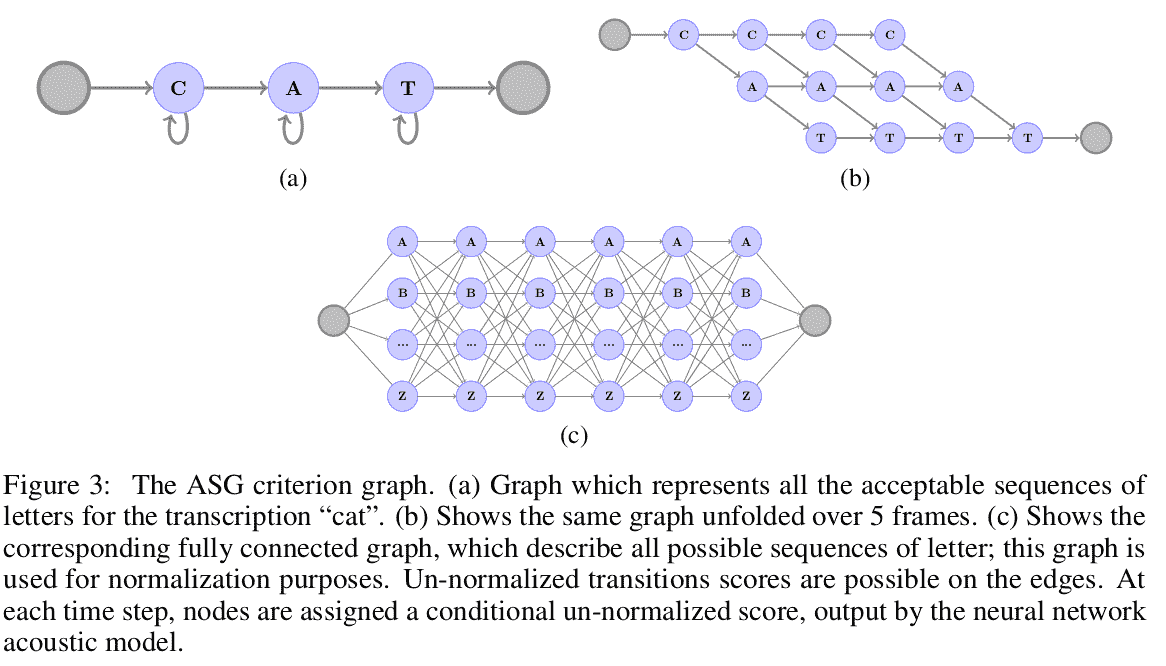 C A T
(a)
C C C C
A A A A
T T T T
(b)
A A A A A A
B B B B B B
... ... ... ... ... ...
Z Z Z Z Z Z
(c)
Figure 3: The ASG criterion graph. (a) Graph which represents all the acceptable sequences of
letters for the transcription “cat”. (b) Shows the same graph unfolded over 5 frames. (c) Shows the
corresponding fully connected graph, which describe all possible sequences of letter; this graph is
used for normalization purposes. Un-normalized transitions scores are possible on the edges. At
each time step, nodes are assigned a conditional un-normalized score, output by the neural network
acoustic model.